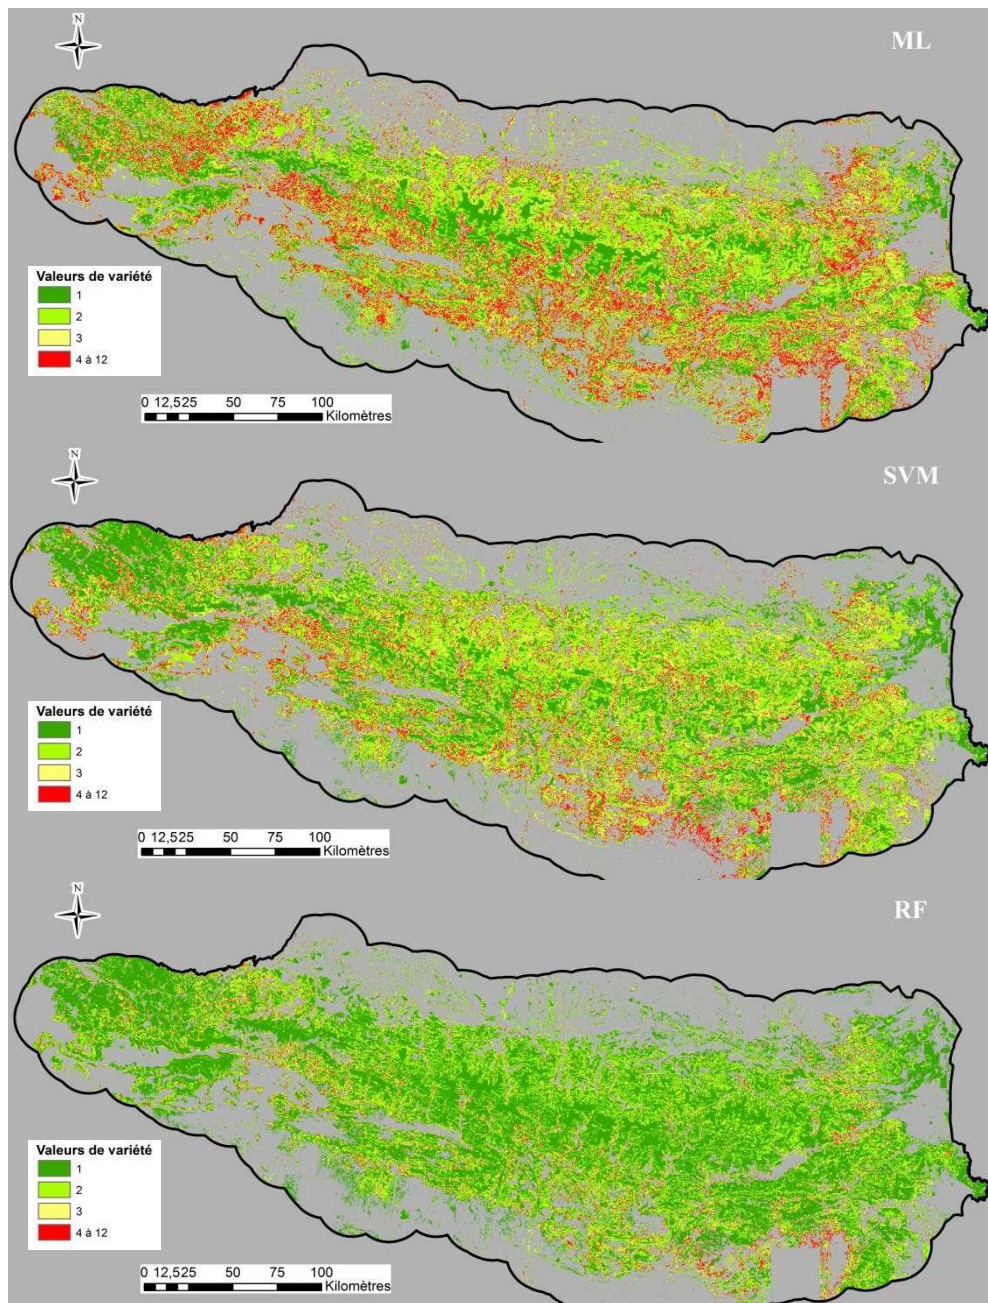 N
ML
Valeurs de variété
1
2
3
4 à 12
0 12,525 50 75 100
Kilomètres
N
SVM
Valeurs de variété
1
2
3
4 à 12
0 12,525 50 75 100
Kilomètres
N
RF
Valeurs de variété
1
2
3
4 à 12
0 12,525 50 75 100
Kilomètres